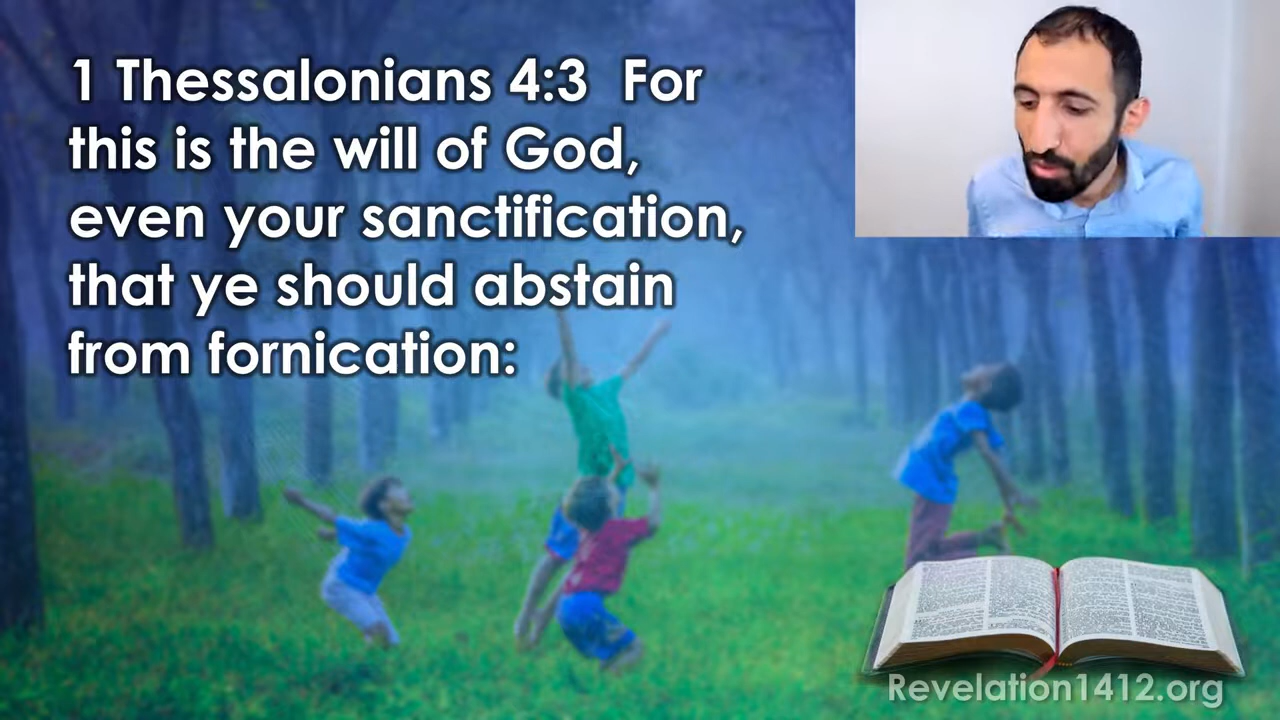 1 Thessalonians 4:3  For
this is the will of God,
even your sanctification,
that ye should abstain
from fornication:
Revelation1412.org